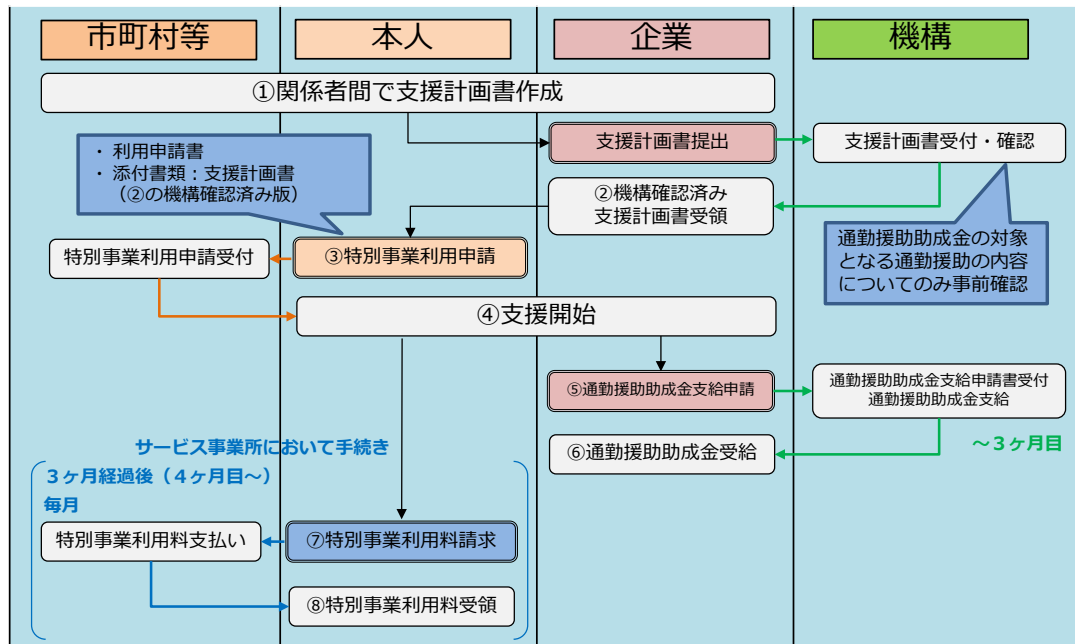 市町村等
本人
企業
機構
①関係者間で支援計画書作成
支援計画書提出
支援計画書受付・確認
・ 利用申請書
・ 添付書類：支援計画書
（②の機構確認済み版）
②機構確認済み
支援計画書受領
通勤援助助成金の対象
となる通勤援助の内容
についてのみ事前確認
特別事業利用申請受付
③特別事業利用申請
④支援開始
⑤通勤援助助成金支給申請
通勤援助助成金支給申請書受付
通勤援助助成金支給
⑥通勤援助助成金受給
～３ヶ月目
サービス事業所において手続き
３ヶ月経過後（４ヶ月目～）
毎月
特別事業利用料支払い
⑦特別事業利用料請求
⑧特別事業利用料受領